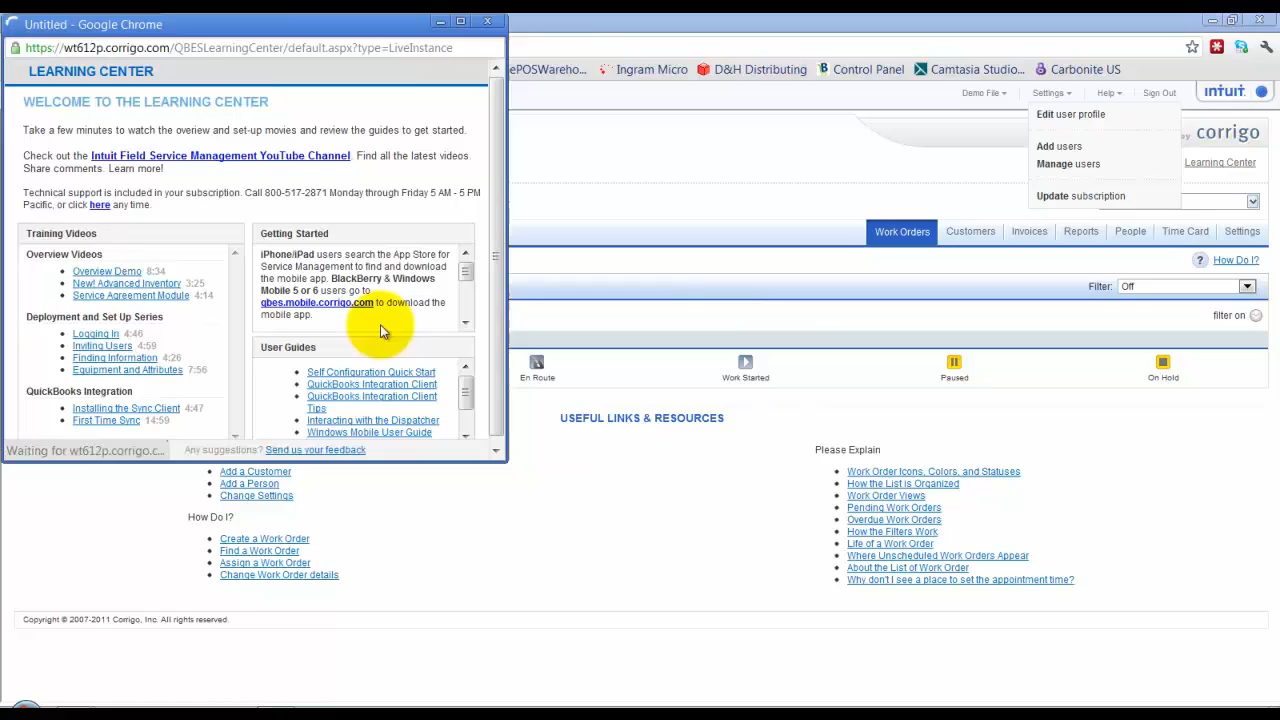 Untitled - Google Chrome
https://wt612p.corrigo.com/QBESLearningCenter/default.aspx?type=LiveInstance
LEARNING CENTER
WELCOME TO THE LEARNING CENTER
Take a few minutes to watch the overiew and set-up movies and review the guides to get started.
Check out the Intuit Field Service Management YouTube Channel. Find all the latest videos.
Share comments. Learn more!
Technical support is included in your subscription. Call 800-517-2871 Monday through Friday 5 AM - 5 PM
Pacific, or click here any time.
Training Videos
Overview Videos
Overview Demo 8:34
New! Advanced Inventory 3:25
Service Agreement Module 4:14
Deployment and Set Up Series
Logging In 4:46
Inviting Users 4:59
Finding Information 4:26
Equipment and Attributes 7:56
QuickBooks Integration
Installing the Sync Client 4:47
First Time Sync 14:59
Getting Started
iPhone/iPad users search the App Store for
Service Management to find and download
the mobile app. BlackBerry & Windows
Mobile 5 or 6 users go to
qbes.mobile.corrigo.com to download the
mobile app.
User Guides
Self Configuration Quick Start
QuickBooks Integration Client
QuickBooks Integration Client
Tips
Interacting with the Dispatcher
Windows Mobile User Guide
Waiting for wt612p.corrigo.c...
Any suggestions? Send us your feedback
ePOSWareho...
Ingram Micro
D&H Distributing
Control Panel
Camtasia Studio...
Carbonite US
Demo File
Settings
Help
Sign Out
intuit
Edit user profile
Add users
Manage users
Update subscription
by corrigo
Learning Center
Work Orders
Customers
Invoices
Reports
People
Time Card
Settings
? How Do I?
Filter: Off
filter on
En Route
Work Started
Paused
On Hold
USEFUL LINKS & RESOURCES
Add a Customer
Add a Person
Change Settings
How Do I?
Create a Work Order
Find a Work Order
Assign a Work Order
Change Work Order details
Please Explain
Work Order Icons, Colors, and Statuses
How the List is Organized
Work Order Views
Pending Work Orders
Overdue Work Orders
How the Filters Work
Life of a Work Order
Where Unscheduled Work Orders Appear
About the List of Work Order
Why don't I see a place to set the appointment time?
Copyright © 2007-2011 Corrigo, Inc. All rights reserved.